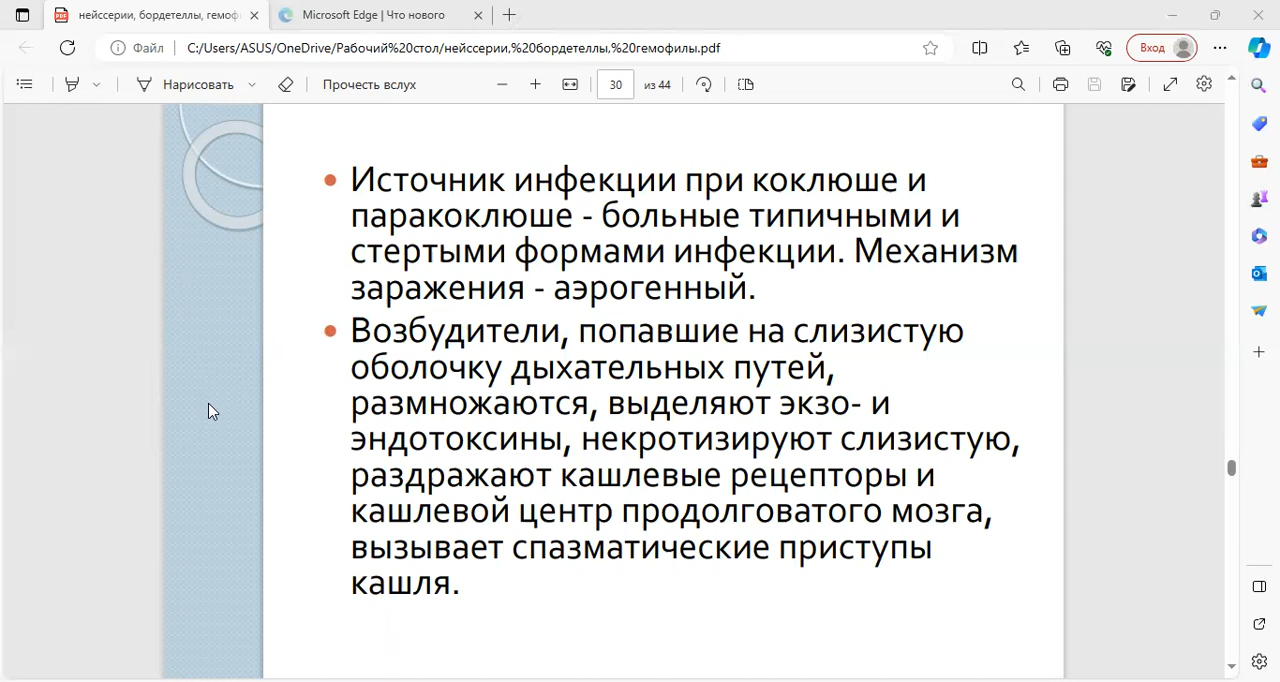 нейссерии, бордетеллы, гемоф
Microsoft Edge | Что нового
Файл
C:/Users/ASUS/OneDrive/Рабочий%20стол/нейссерии,%20бордетеллы,%20гемофилы.pdf
Вход
Нарисовать
Прочесть вслух
30
из 44
Источник инфекции при коклюше и
паракоклюше - больные типичными и
стертыми формами инфекции. Механизм
заражения - аэрогенный.
Возбудители, попавшие на слизистую
оболочку дыхательных путей,
размножаются, выделяют экзо- и
эндотоксины, некротизируют слизистую,
раздражают кашлевые рецепторы и
кашлевой центр продолговатого мозга,
вызывает спазматические приступы
кашля.